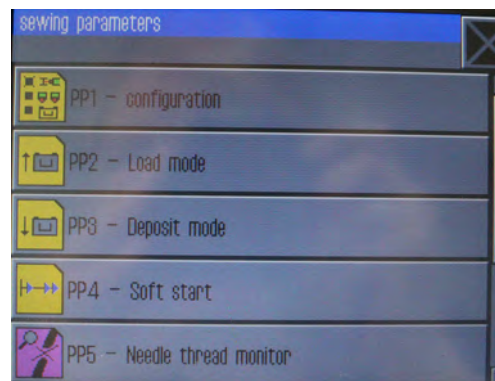 sewing parameters
PP1 - configuration
PP2 - Load mode
PP3 - Deposit mode
PP4 - Soft start
PP5 - Needle thread monitor